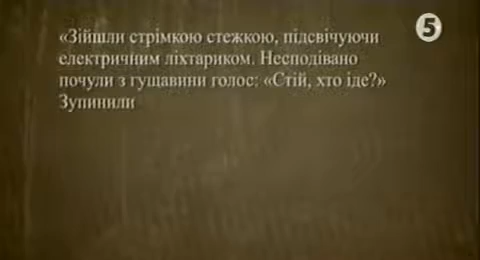 5
«Зійшли стрімкою стежкою, підсвічуючи
електричним ліхтариком. Несподівано
почули з гущавини голос: «Стій, хто іде?»
Зупинили